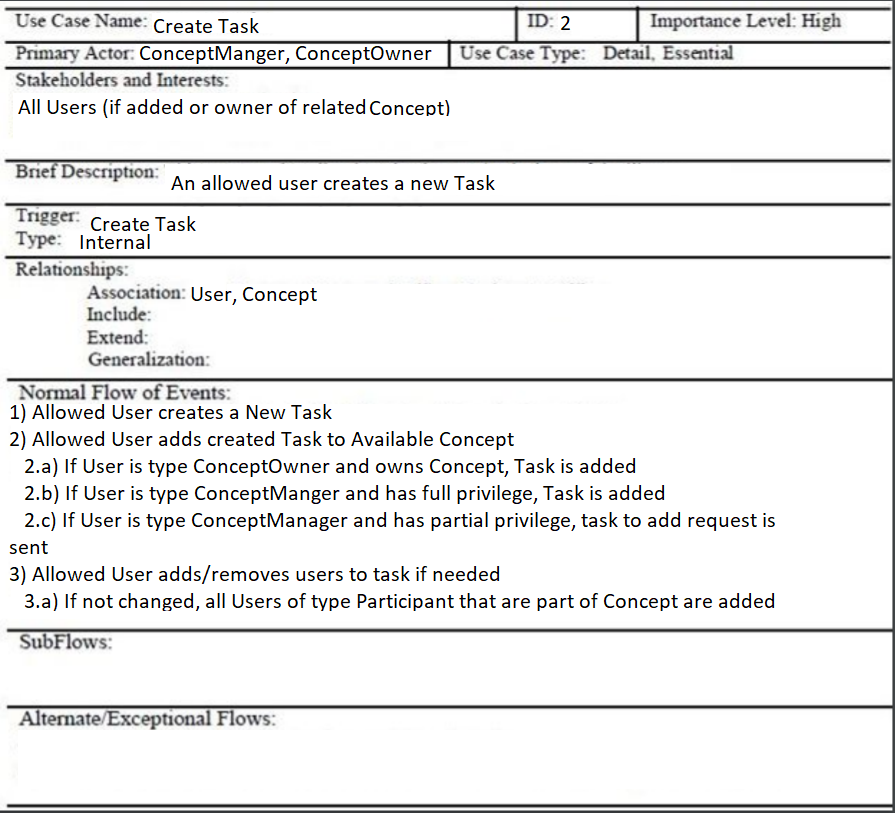 Use Case Name: Create Task ID: 2 Importance Level: High
Primary Actor: ConceptManger, ConceptOwner Use Case Type: Detail, Essential
Stakeholders and Interests:
All Users (if added or owner of related Concept)
Brief Description: An allowed user creates a new Task
Trigger: Create Task
Type: Internal
Relationships:
Association: User, Concept
Include:
Extend:
Generalization:
Normal Flow of Events:
1) Allowed User creates a New Task
2) Allowed User adds created Task to Available Concept
2.a) If User is type ConceptOwner and owns Concept, Task is added
2.b) If User is type ConceptManger and has full privilege, Task is added
2.c) If User is type ConceptManager and has partial privilege, task to add request is
sent
3) Allowed User adds/removes users to task if needed
3.a) If not changed, all Users of type Participant that are part of Concept are added
SubFlows:
Alternate/Exceptional Flows: